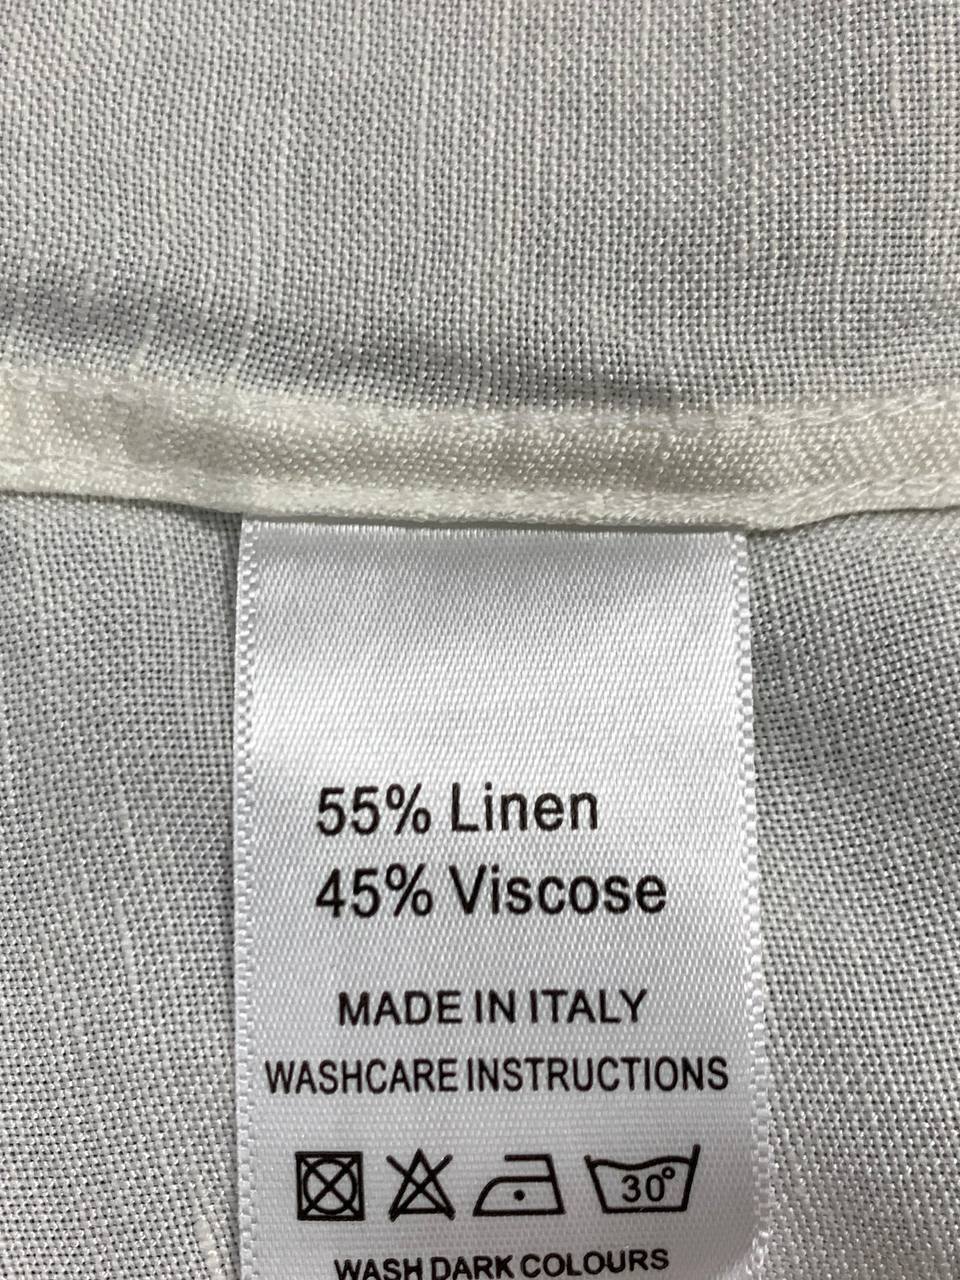 55% Linen
45% Viscose
MADE IN ITALY
WASHCARE INSTRUCTIONS
30°
WASH DARK COLOURS